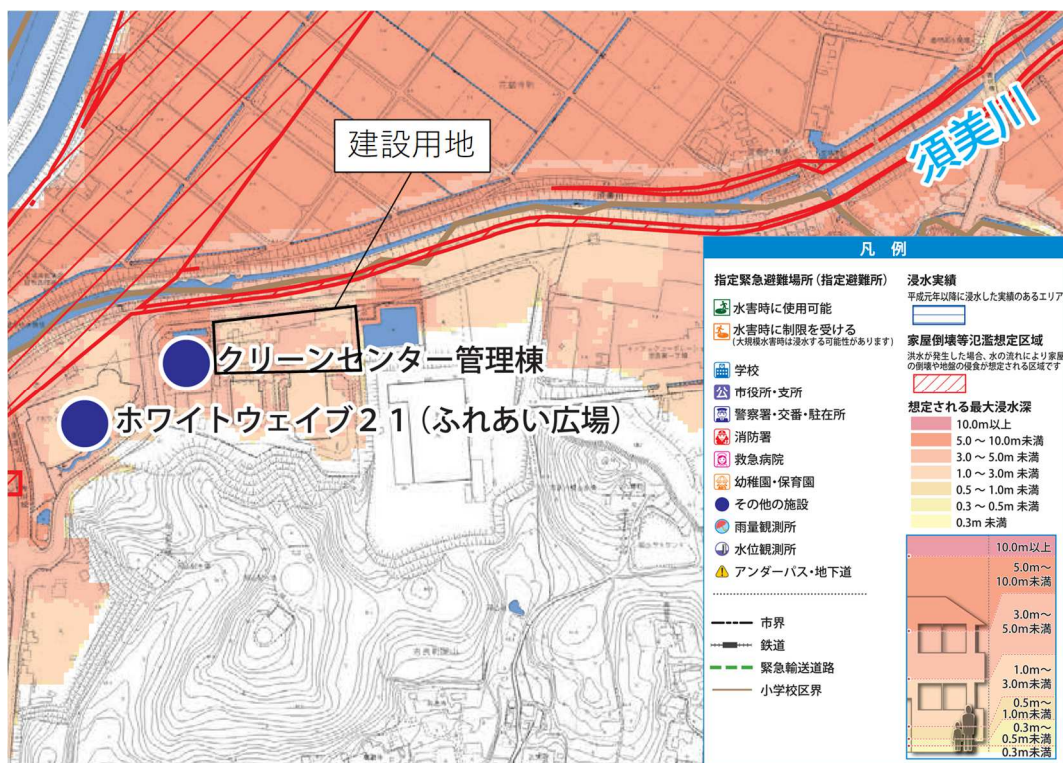 建設用地
須美川
須美川
クリーンセンター管理棟
ホワイトウェイブ21(ふれあい広場)
吉良町岡山
凡 例
指定緊急避難場所(指定避難所)
水害時に使用可能
水害時に制限を受ける
(大規模水害時は浸水する可能性があります)
学校
市役所・支所
警察署・交番・駐在所
消防署
救急病院
幼稚園・保育園
その他の施設
雨量観測所
水位観測所
アンダーパス・地下道
市界
鉄道
緊急輸送道路
小学校区界
浸水実績
平成元年以降に浸水した実績のあるエリア
家屋倒壊等氾濫想定区域
洪水が発生した場合、水の流れにより家屋
の倒壊や地盤の侵食が想定される区域です
想定される最大浸水深
10.0m以上
5.0 ~ 10.0m未満
3.0 ~ 5.0m 未満
1.0 ~ 3.0m 未満
0.5 ~ 1.0m 未満
0.3 ~ 0.5m 未満
0.3m 未満
10.0m以上
5.0m~
10.0m未満
3.0m~
5.0m未満
1.0m~
3.0m未満
0.5m~
1.0m未満
0.3m~
0.5m未満
0.3m未満